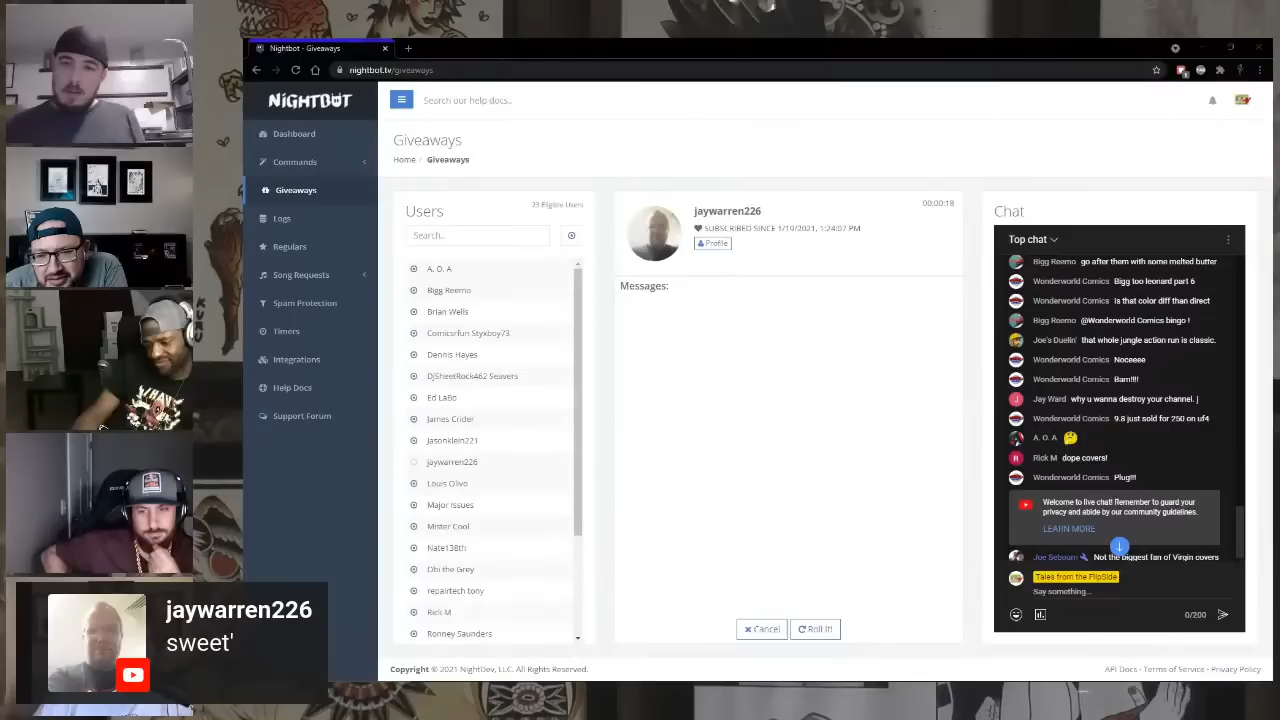 Nightbot - Giveaways
nightbot.tv/giveaways
NIGHTBOT
Search our help docs..
Dashboard
Commands
Giveaways
Logs
Regulars
Song Requests
Spam Protection
Timers
Integrations
Help Docs
Support Forum
Giveaways
Home / Giveaways
Users
23 Eligible Users
Search..
A. O. A
Bigg Reemo
Brian Wells
Comicsrfun Styxboy73
Dennis Hayes
DjSheetRock462 Seavers
Ed LaBo
James Crider
Jasonklein221
jaywarren226
Louis Olivo
Major Issues
Mister Cool
Nate138th
Obi the Grey
repairtech tony
Rick M
Ronney Saunders
jaywarren226
00:00:18
SUBSCRIBED SINCE 1/19/2021, 1:24:07 PM
Profile
Messages:
Cancel
Roll It!
Chat
Top chat
Bigg Reemo go after them with some melted butter
Wonderworld Comics Bigg too leonard part 6
Wonderworld Comics Is that color diff than direct
Bigg Reemo @Wonderworld Comics bingo !
Joe's Duelin' that whole jungle action run is classic.
Wonderworld Comics Noceeee
Wonderworld Comics Bam!!!!
Jay Ward why u wanna destroy your channel. j
Wonderworld Comics 9.8 just sold for 250 on uf4
A. O. A
Rick M dope covers!
Wonderworld Comics Plug!!!
Welcome to live chat! Remember to guard your
privacy and abide by our community guidelines.
LEARN MORE
Joe Sebourn Not the biggest fan of Virgin covers
Tales from the FlipSide
Say something...
0/200
Copyright © 2021 NightDev, LLC. All Rights Reserved.
API Docs - Terms of Service - Privacy Policy
jaywarren226
sweet'